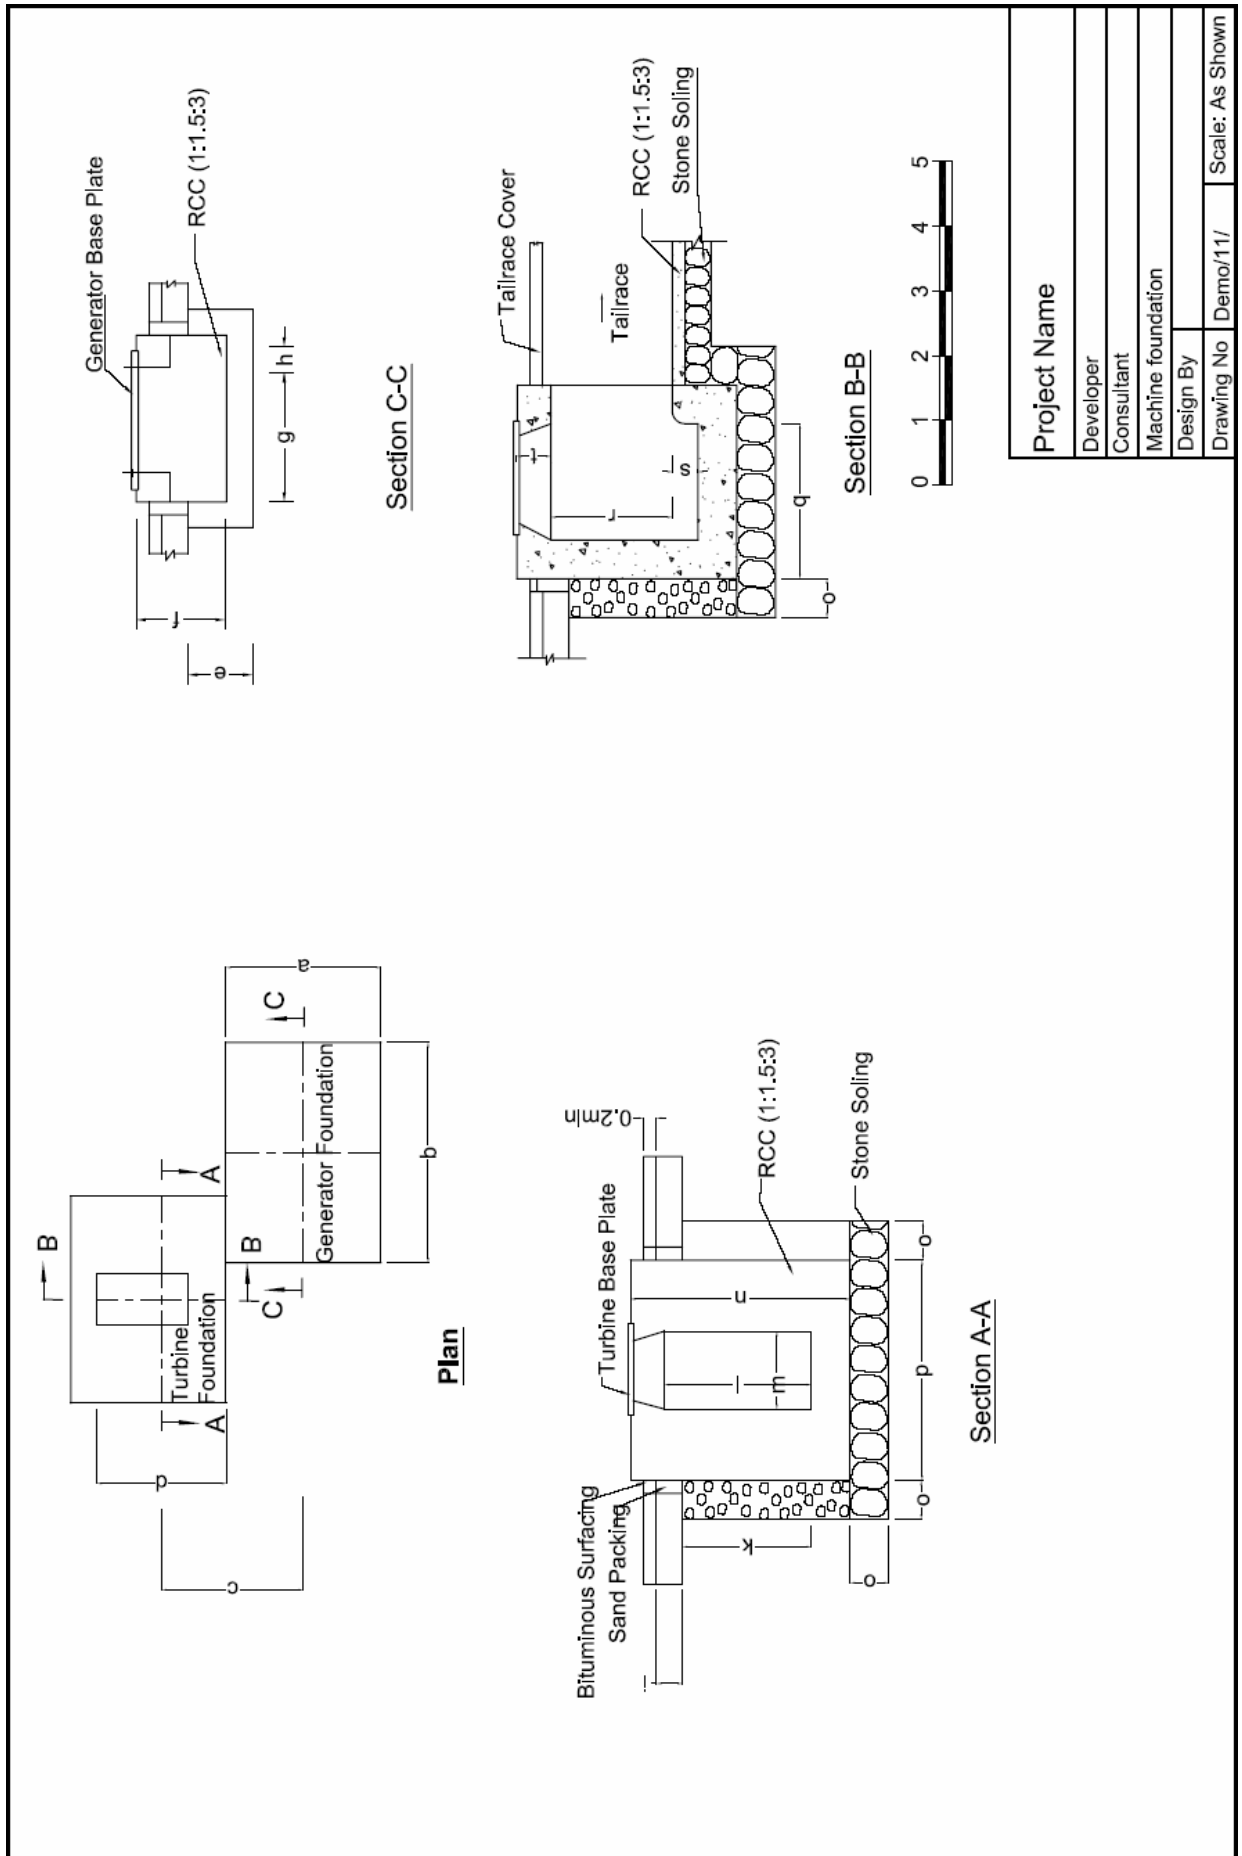 B
B
A
A
C
C
Turbine
Foundation
Generator Foundation
a
b
c
d
Plan
Generator Base Plate
RCC (1:1.5:3)
e
f
g
h
Section C-C
Bituminous Surfacing
Sand Packing
Turbine Base Plate
0.2min
RCC (1:1.5:3)
Stone Soling
i
k
l
m
n
o
o
p
o
Section A-A
Tailrace Cover
Tailrace
RCC (1:1.5:3)
Stone Soling
t
r
s
o
q
Section B-B
0 1 2 3 4 5
Project Name
Developer
Consultant
Machine foundation
Design By
Drawing No Demo/11/ Scale: As Shown